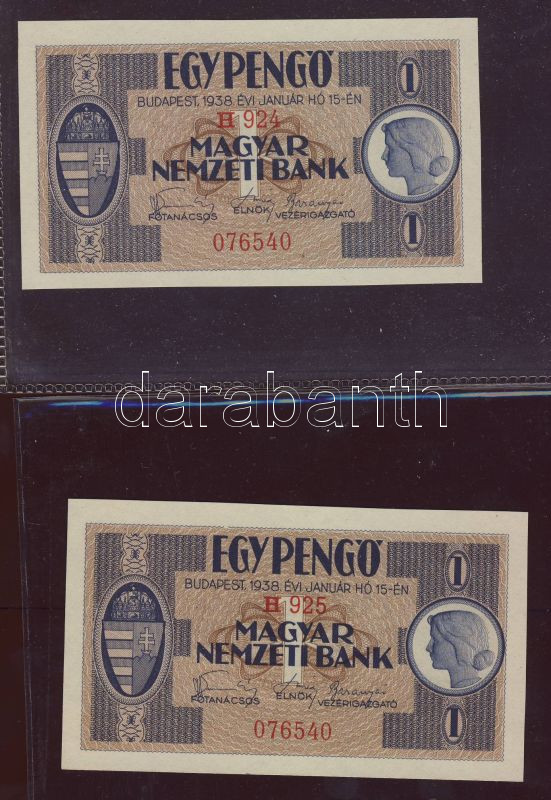 EGY PENGŐ
1
BUDAPEST, 1938. ÉVI JANUÁR HÓ 15-ÉN
H 924
MAGYAR
NEMZETI BANK
FŐTANÁCSOS ELNÖK VEZÉRIGAZGATÓ
076540
1
darabanth
EGY PENGŐ
1
BUDAPEST, 1938. ÉVI JANUÁR HÓ 15-ÉN
H 925
MAGYAR
NEMZETI BANK
FŐTANÁCSOS ELNÖK VEZÉRIGAZGATÓ
076540
1